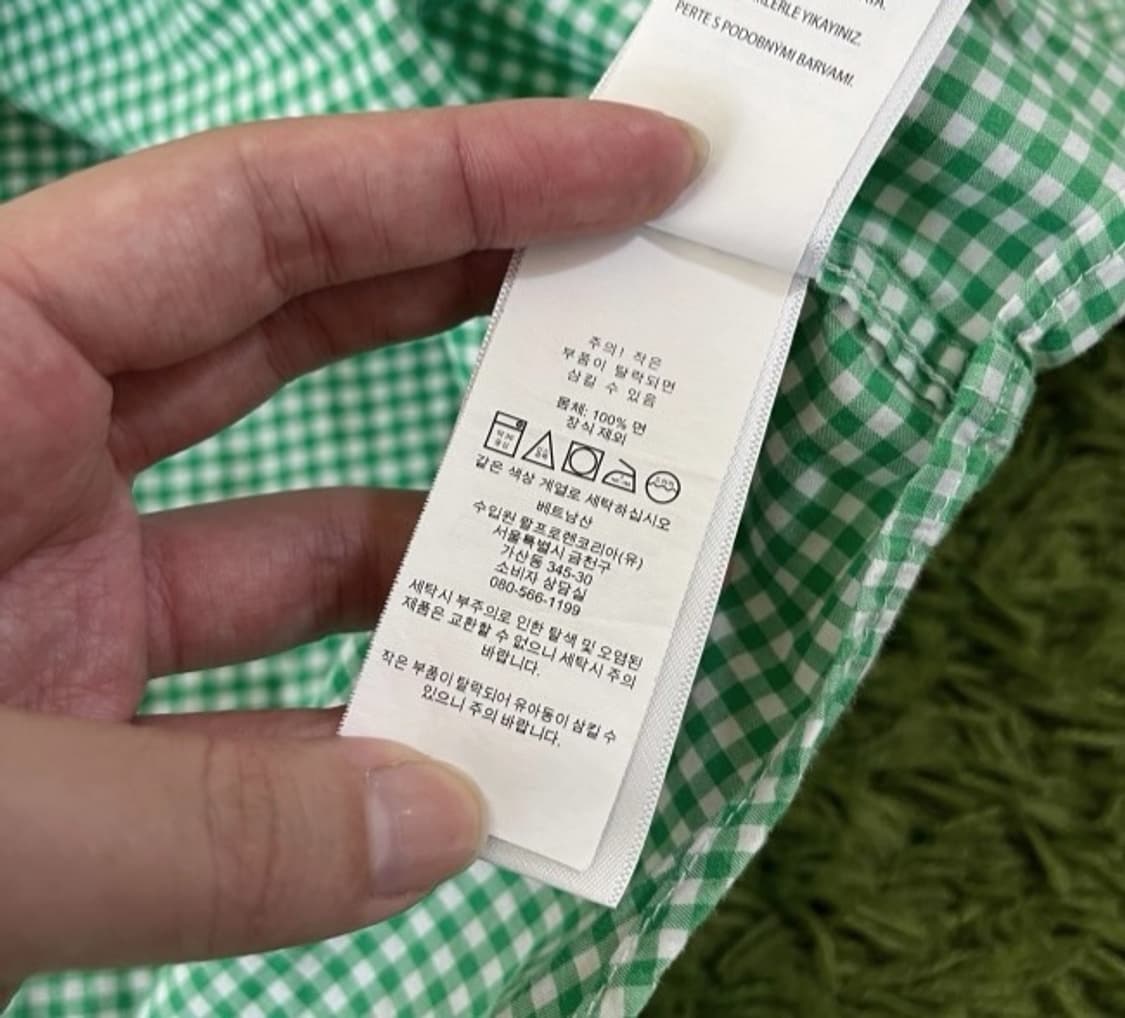 YIKAYINIZ.
PERTE S PODOBNÝMI BARVAMI.
주의! 작은
부품이 탈락되면
삼킬 수 있음
몸체: 100% 면
장식 제외
같은 색상 계열로 세탁하십시오
베트남산
수입원 랄프로렌코리아(유)
서울특별시 금천구
가산동 345-30
소비자 상담실
080-566-1199
세탁시 부주의로 인한 탈색 및 오염된
제품은 교환할 수 없으니 세탁시 주의
바랍니다.
작은 부품이 탈락되어 유아동이 삼킬 수
있으니 주의 바랍니다.